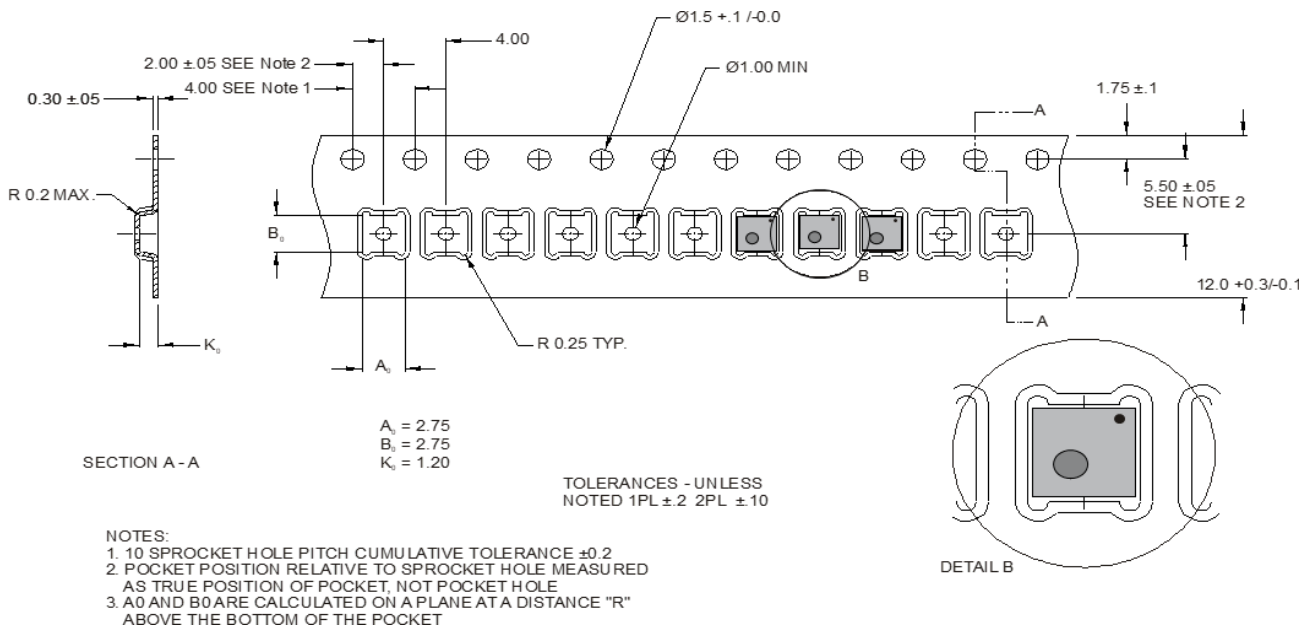 Ø1.5 +.1 /-0.0
4.00
2.00 ±.05 SEE Note 2
Ø1.00 MIN
4.00 SEE Note 1
1.75 ±.1
0.30 ±.05
A
R 0.2 MAX.
5.50 ±.05
SEE NOTE 2
B₀
B
12.0 +0.3/-0.1
A
K₀
R 0.25 TYP.
A₀
A₀ = 2.75
B₀ = 2.75
K₀ = 1.20
SECTION A - A
TOLERANCES - UNLESS
NOTED 1PL ±.2 2PL ±.10
NOTES:
1. 10 SPROCKET HOLE PITCH CUMULATIVE TOLERANCE ±0.2
2. POCKET POSITION RELATIVE TO SPROCKET HOLE MEASURED
AS TRUE POSITION OF POCKET, NOT POCKET HOLE
3. A0 AND B0 ARE CALCULATED ON A PLANE AT A DISTANCE "R"
ABOVE THE BOTTOM OF THE POCKET
DETAIL B